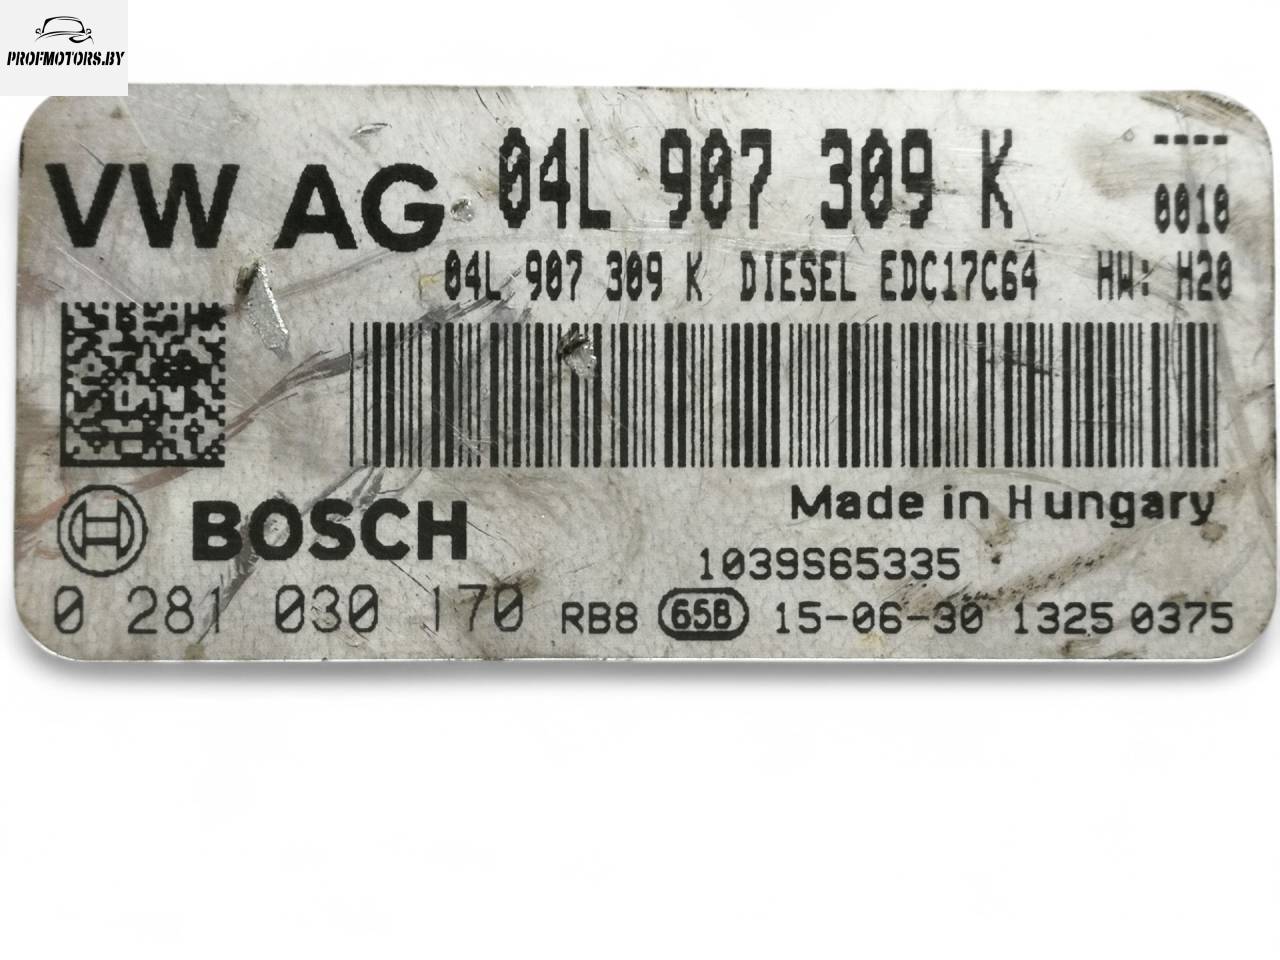 PROFMOTORS.BY
VW AG 04L 907 309 K ----
0010
04L 907 309 K DIESEL EDC17C64 HW: H20
Made in Hungary
BOSCH
1039S65335
0 281 030 170 RB8 65B 15-06-30 1325 0375